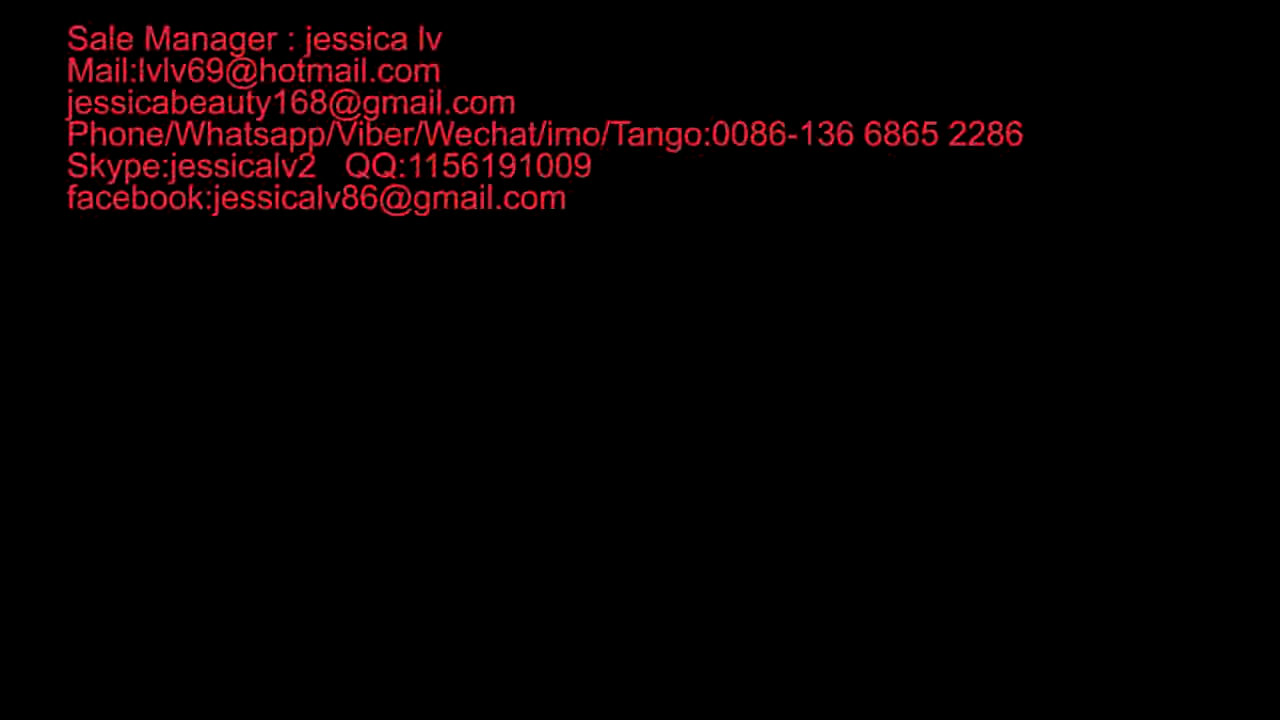 Sale Manager : jessica lv
Mail:lvlv69@hotmail.com
jessicabeauty168@gmail.com
Phone/Whatsapp/Viber/Wechat/imo/Tango:0086-136 6865 2286
Skype:jessicalv2   QQ:1156191009
facebook:jessicalv86@gmail.com